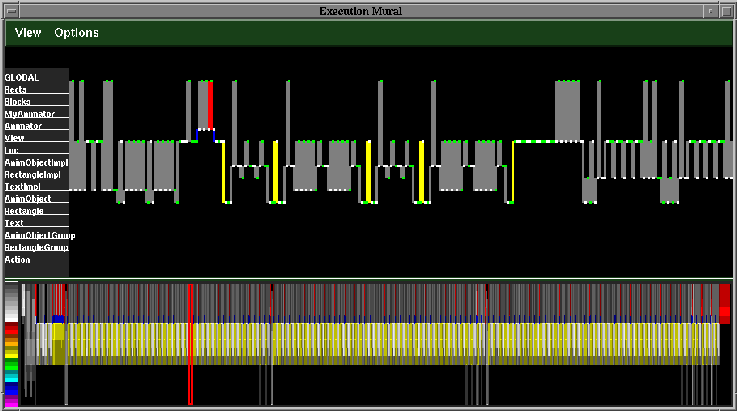 Execution Mural
View Options
GLOBAL
Rects
Blocks
MyAnimator
Animator
View
Loc
AnimObjectImpl
RectangleImpl
TextImpl
AnimObject
Rectangle
Text
AnimObjectGroup
RectangleGroup
Action